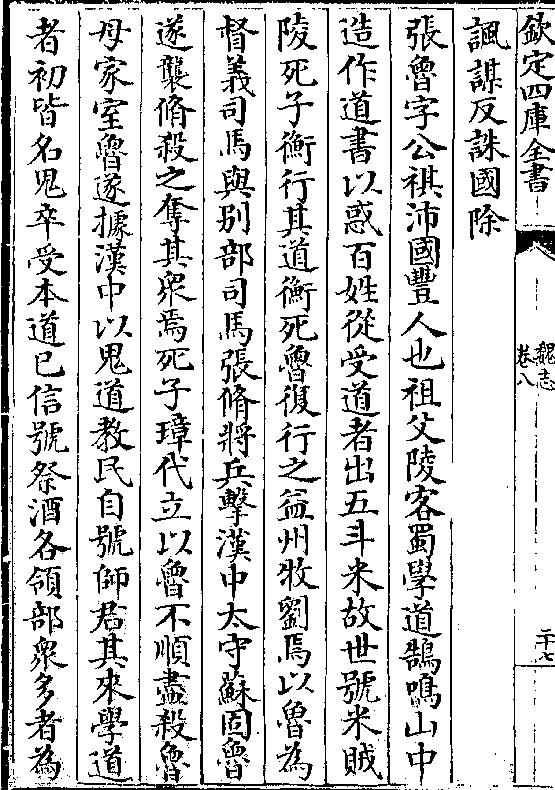 欽定四庫全書
魏志
卷八
二十七
諷謀反誅國除
張魯字公祺沛國豐人也祖父陵客蜀學道鵠鳴山中
造作道書以惑百姓從受道者出五斗米故世號米賊
陵死子衡行其道衡死魯復行之益州牧劉焉以魯為
督義司馬與别部司馬張脩將兵擊漢中太守蘇固魯
遂襲脩殺之奪其衆焉死子璋代立以魯不順盡殺魯
母家室魯遂據漢中以鬼道教民自號師君其來學道
者初皆名鬼卒受本道已信號祭酒各領部衆多者為